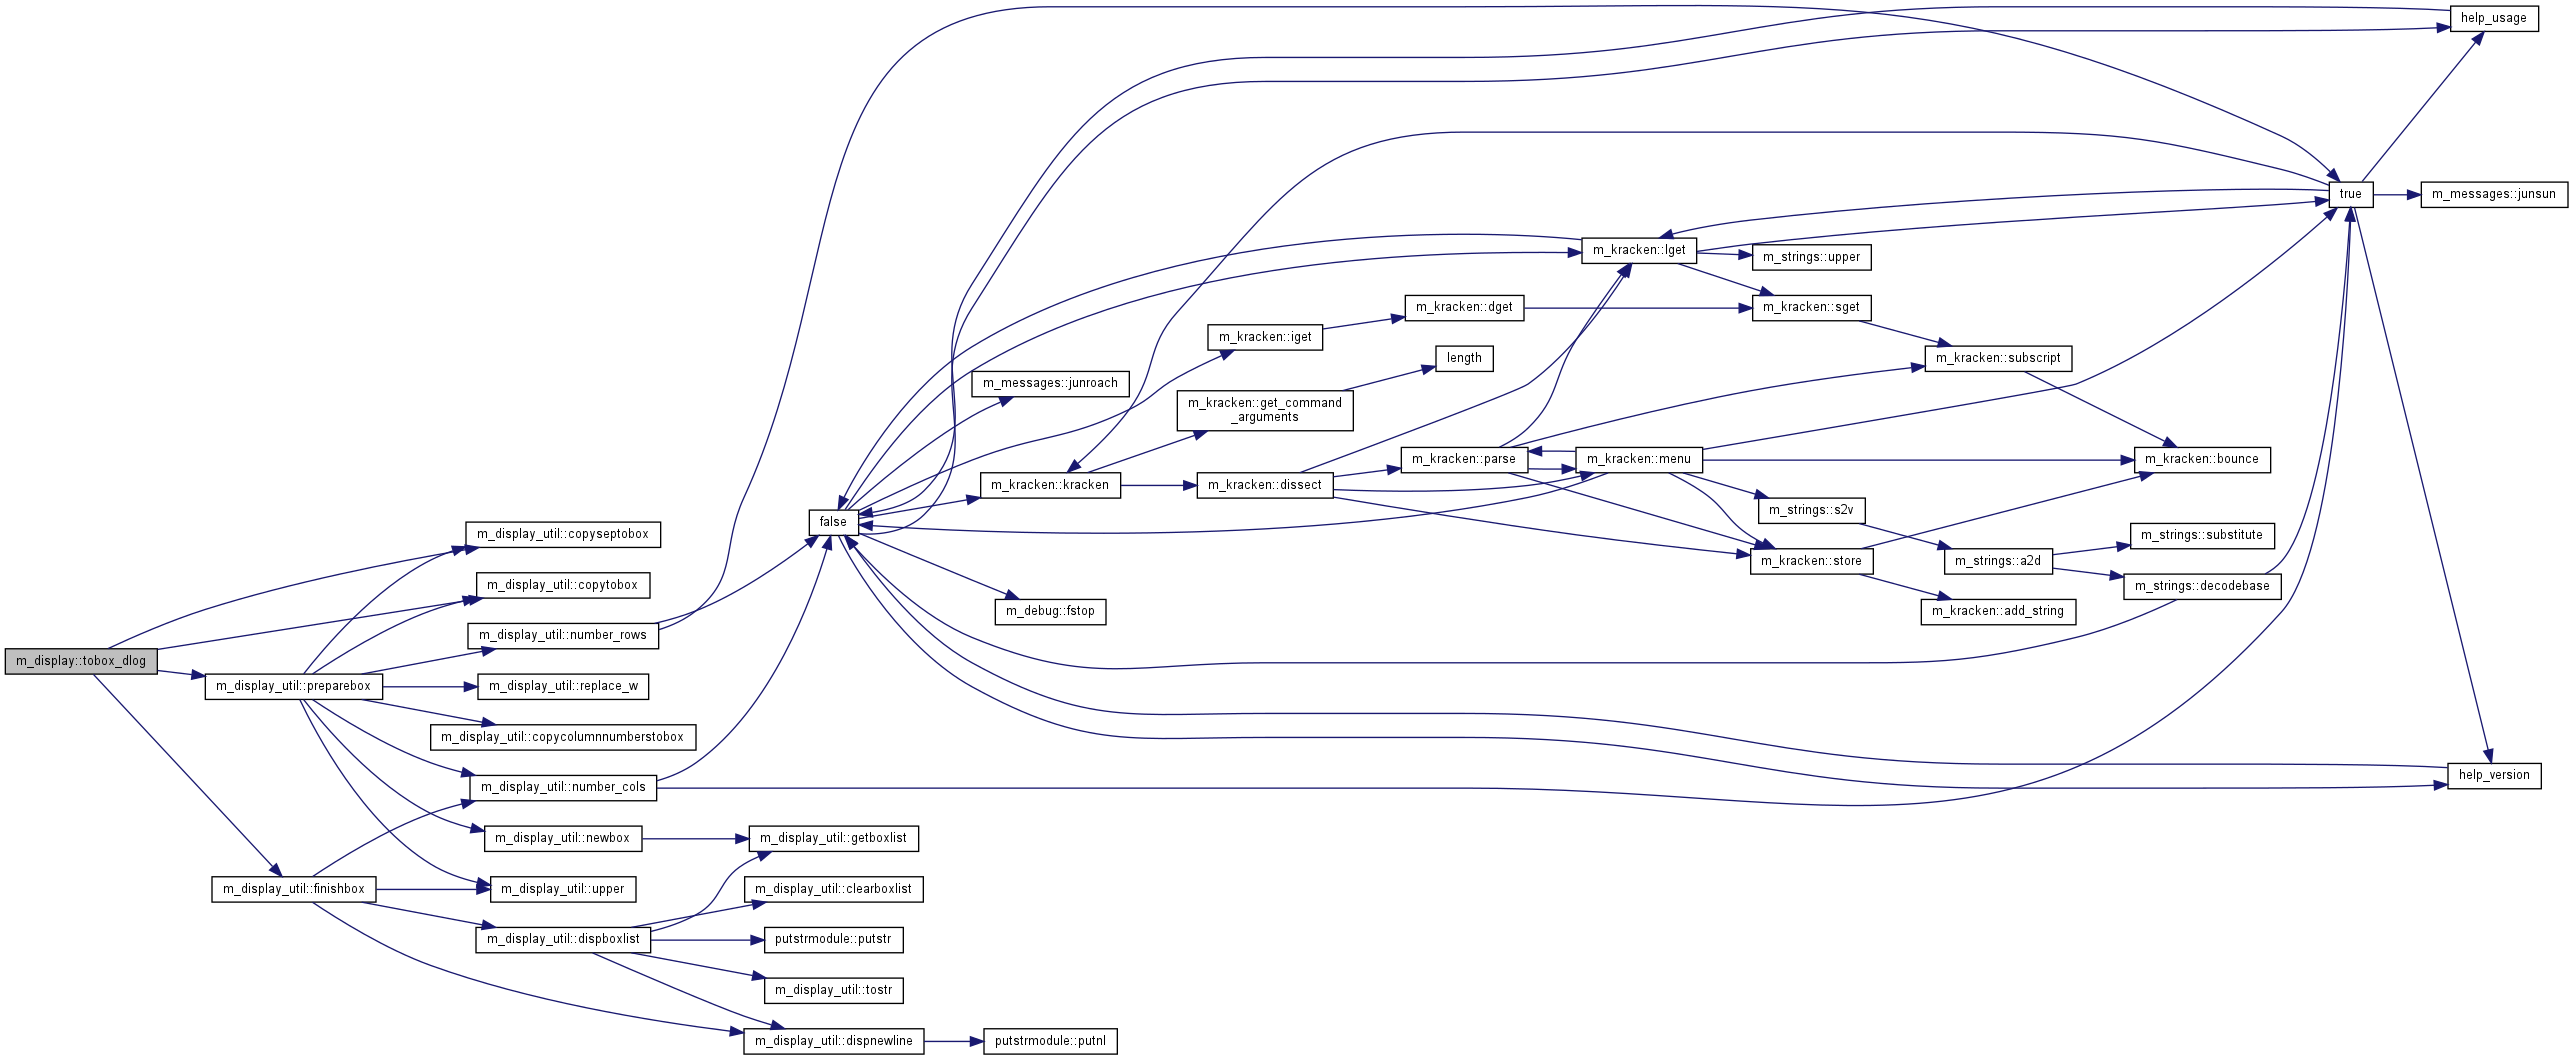 help_usage
true
m_messages::junsun
m_kracken::lget
m_strings::upper
m_kracken::dget
m_kracken::sget
m_kracken::iget
length
m_kracken::subscript
m_messages::junroach
m_kracken::get_command
_arguments
m_kracken::parse
m_kracken::menu
m_kracken::bounce
m_kracken::kracken
m_kracken::dissect
m_strings::s2v
false
m_display_util::copyseptobox
m_strings::substitute
m_kracken::store
m_strings::a2d
m_display_util::copytobox
m_strings::decodebase
m_debug::fstop
m_kracken::add_string
m_display_util::number_rows
m_display::tobox_dlog
m_display_util::preparebox
m_display_util::replace_w
m_display_util::copycolumnnumberstobox
help_version
m_display_util::number_cols
m_display_util::newbox
m_display_util::getboxlist
m_display_util::finishbox
m_display_util::upper
m_display_util::clearboxlist
m_display_util::dispboxlist
putstrmodule::putstr
m_display_util::tostr
m_display_util::dispnewline
putstrmodule::putnl